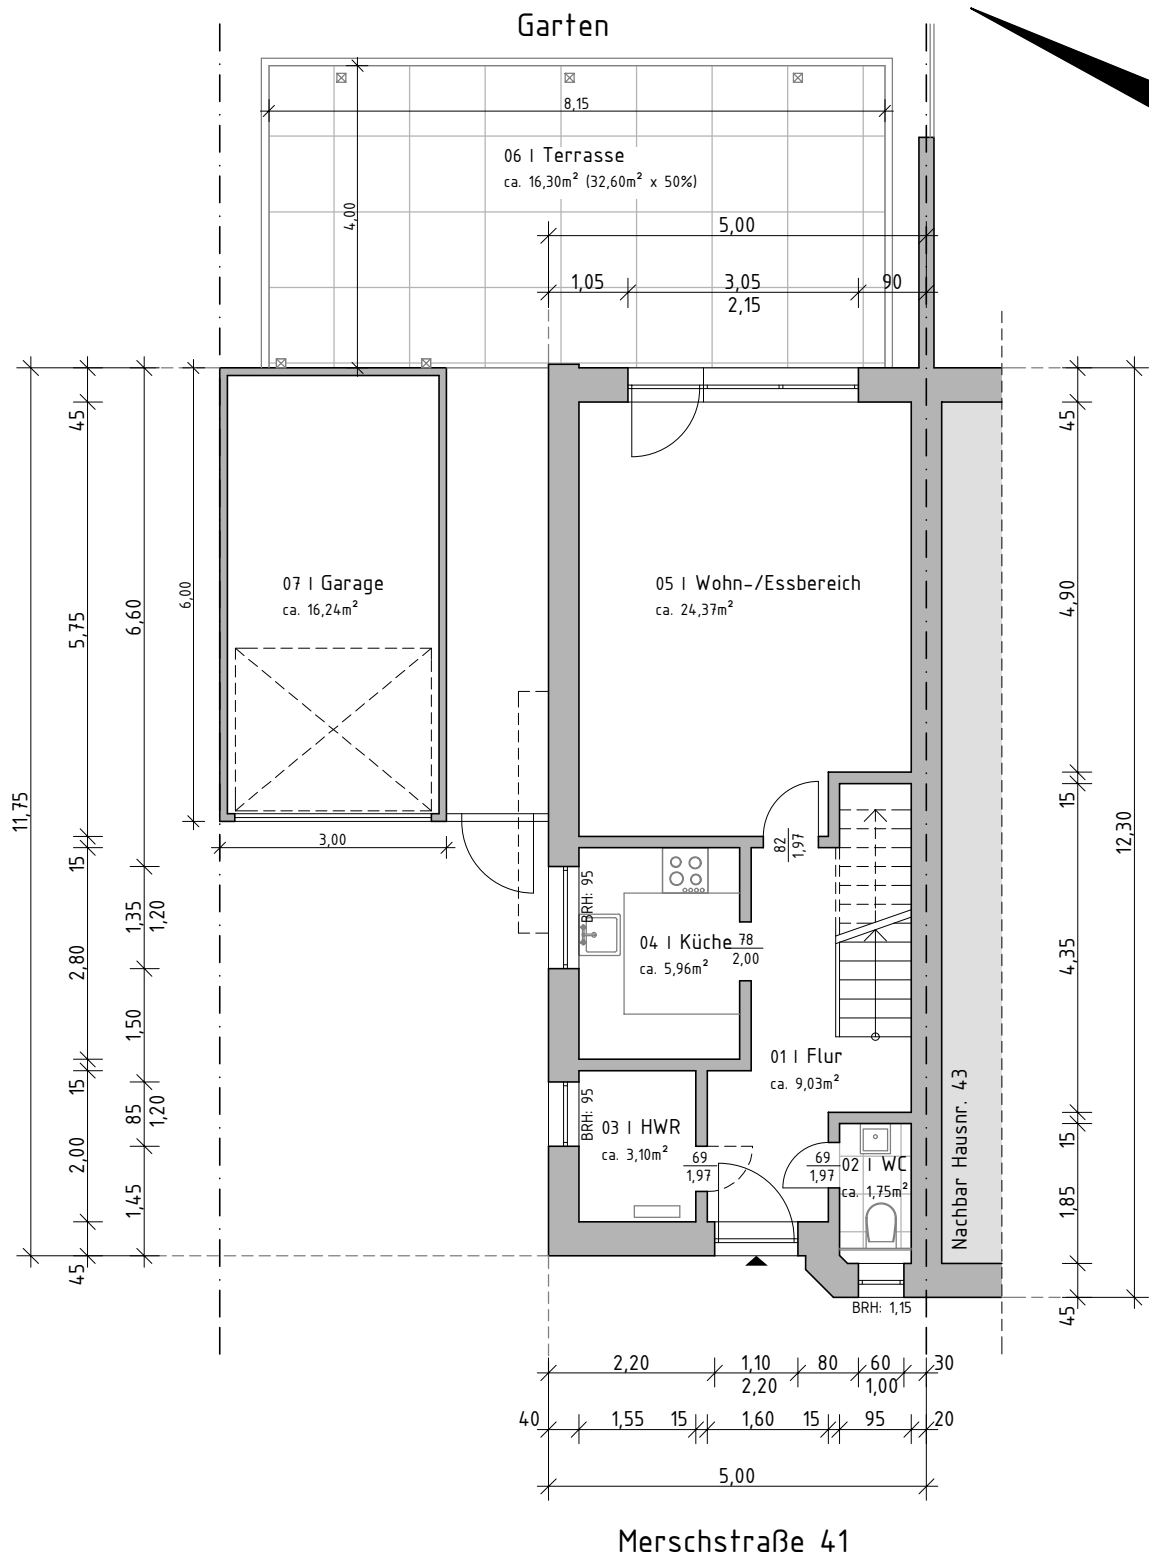 Garten
8,15
06 | Terrasse
ca. 16,30m² (32,60m² x 50%)
4,00
5,00
1,05
3,05
90
2,15
45
5,75
15
2,80
15
2,00
45
11,75
6,60
1,35
1,20
1,50
85
1,20
1,45
6,00
07 | Garage
ca. 16,24m²
3,00
05 | Wohn-/Essbereich
ca. 24,37m²
82
1,97
BRH: 95
04 | Küche
ca. 5,96m²
78
2,00
01 | Flur
ca. 9,03m²
BRH: 95
03 | HWR
ca. 3,10m²
69
1,97
69
1,97
02 | WC
ca. 1,75m²
Nachbar Hausnr. 43
BRH: 1,15
45
4,90
15
4,35
15
1,85
45
12,30
2,20
1,10
80
60
30
2,20
1,00
40
1,55
15
1,60
15
95
20
5,00
Merschstraße 41